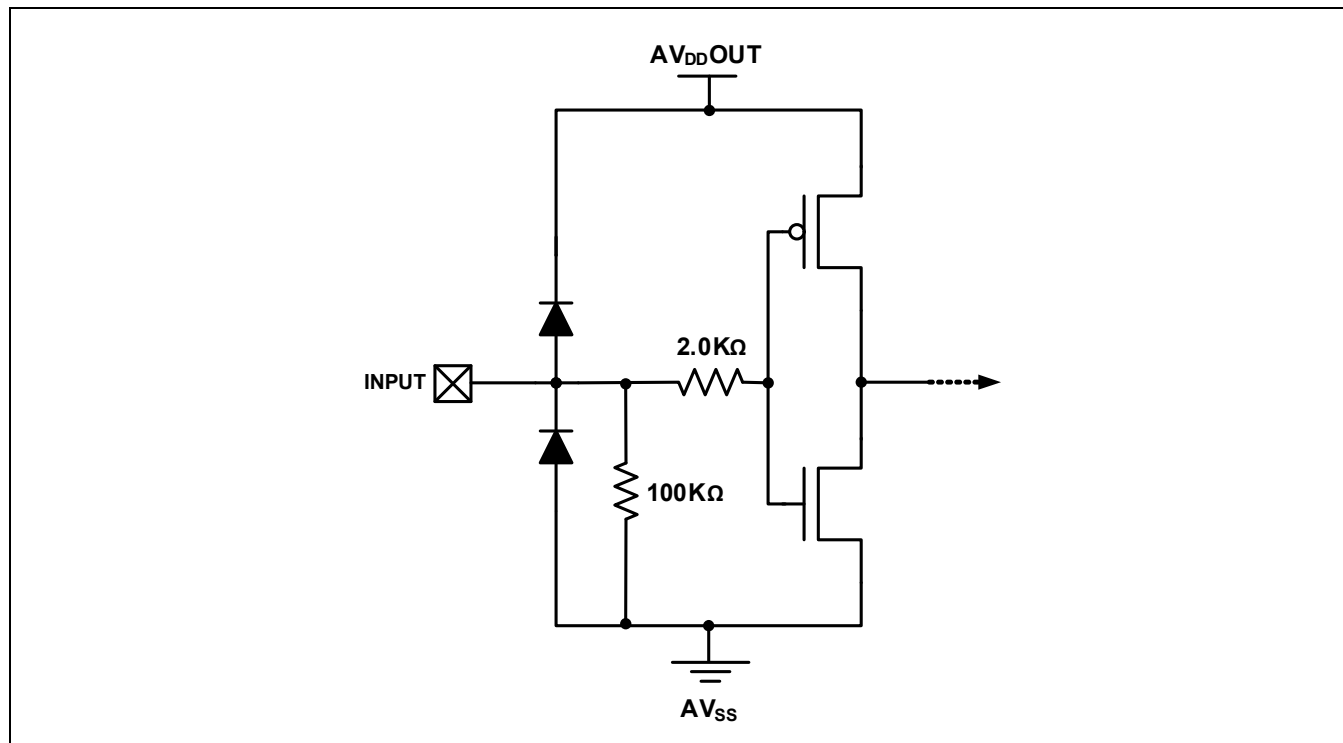 AVDDOUT
2.0KΩ
INPUT
100KΩ
AVSS